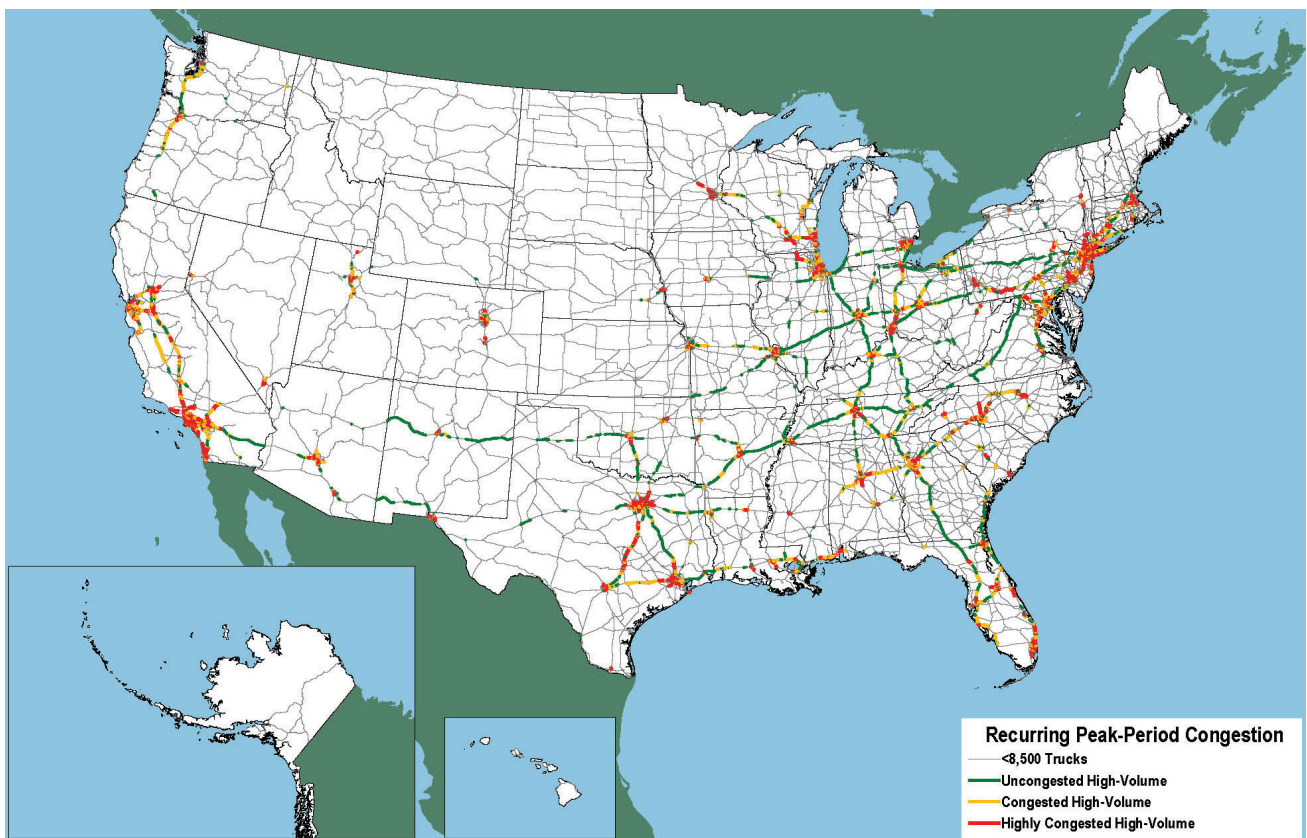 Recurring Peak-Period Congestion
<8,500 Trucks
Uncongested High-Volume
Congested High-Volume
Highly Congested High-Volume